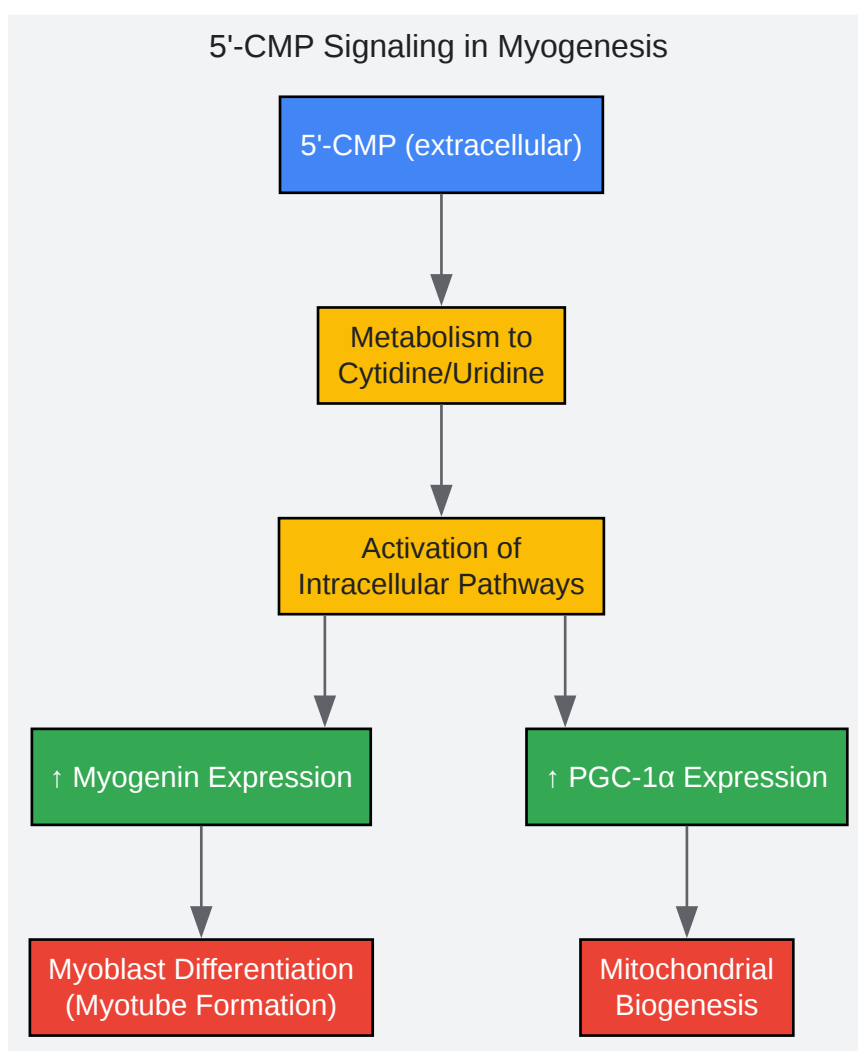 5'-CMP Signaling in Myogenesis
5'-CMP (extracellular)
Metabolism to
Cytidine/Uridine
Activation of
Intracellular Pathways
↑ Myogenin Expression
↑ PGC-1α Expression
Myoblast Differentiation
(Myotube Formation)
Mitochondrial
Biogenesis